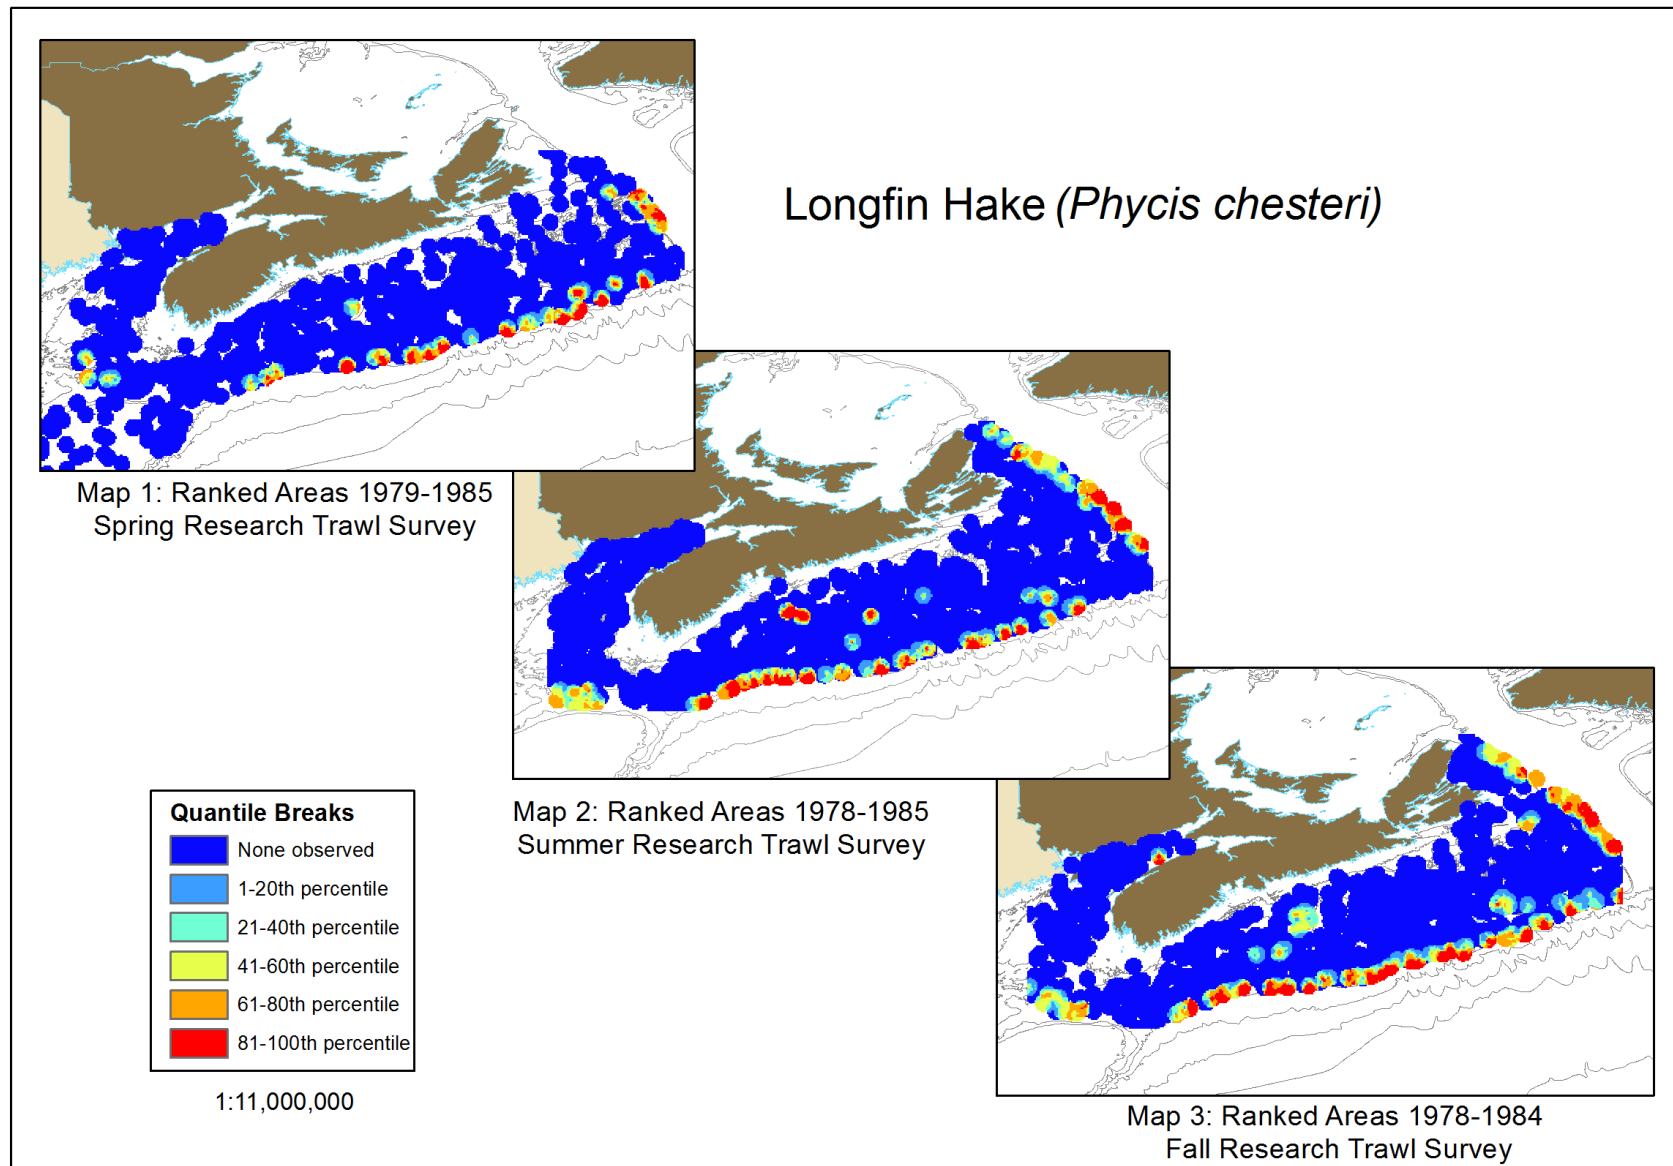 Longfin Hake (Phycis chesteri)
Map 1: Ranked Areas 1979-1985
Spring Research Trawl Survey
Map 2: Ranked Areas 1978-1985
Summer Research Trawl Survey
Quantile Breaks
None observed
1-20th percentile
21-40th percentile
41-60th percentile
61-80th percentile
81-100th percentile
1:11,000,000
Map 3: Ranked Areas 1978-1984
Fall Research Trawl Survey